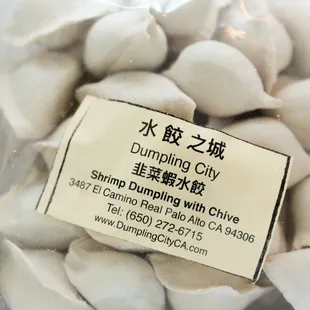 水餃之城
Dumpling City
韭菜蝦水餃
Shrimp Dumpling with Chive
3487 El Camino Real Palo Alto CA 94306
Tel: (650) 272-6715
www.DumplingCityCA.com